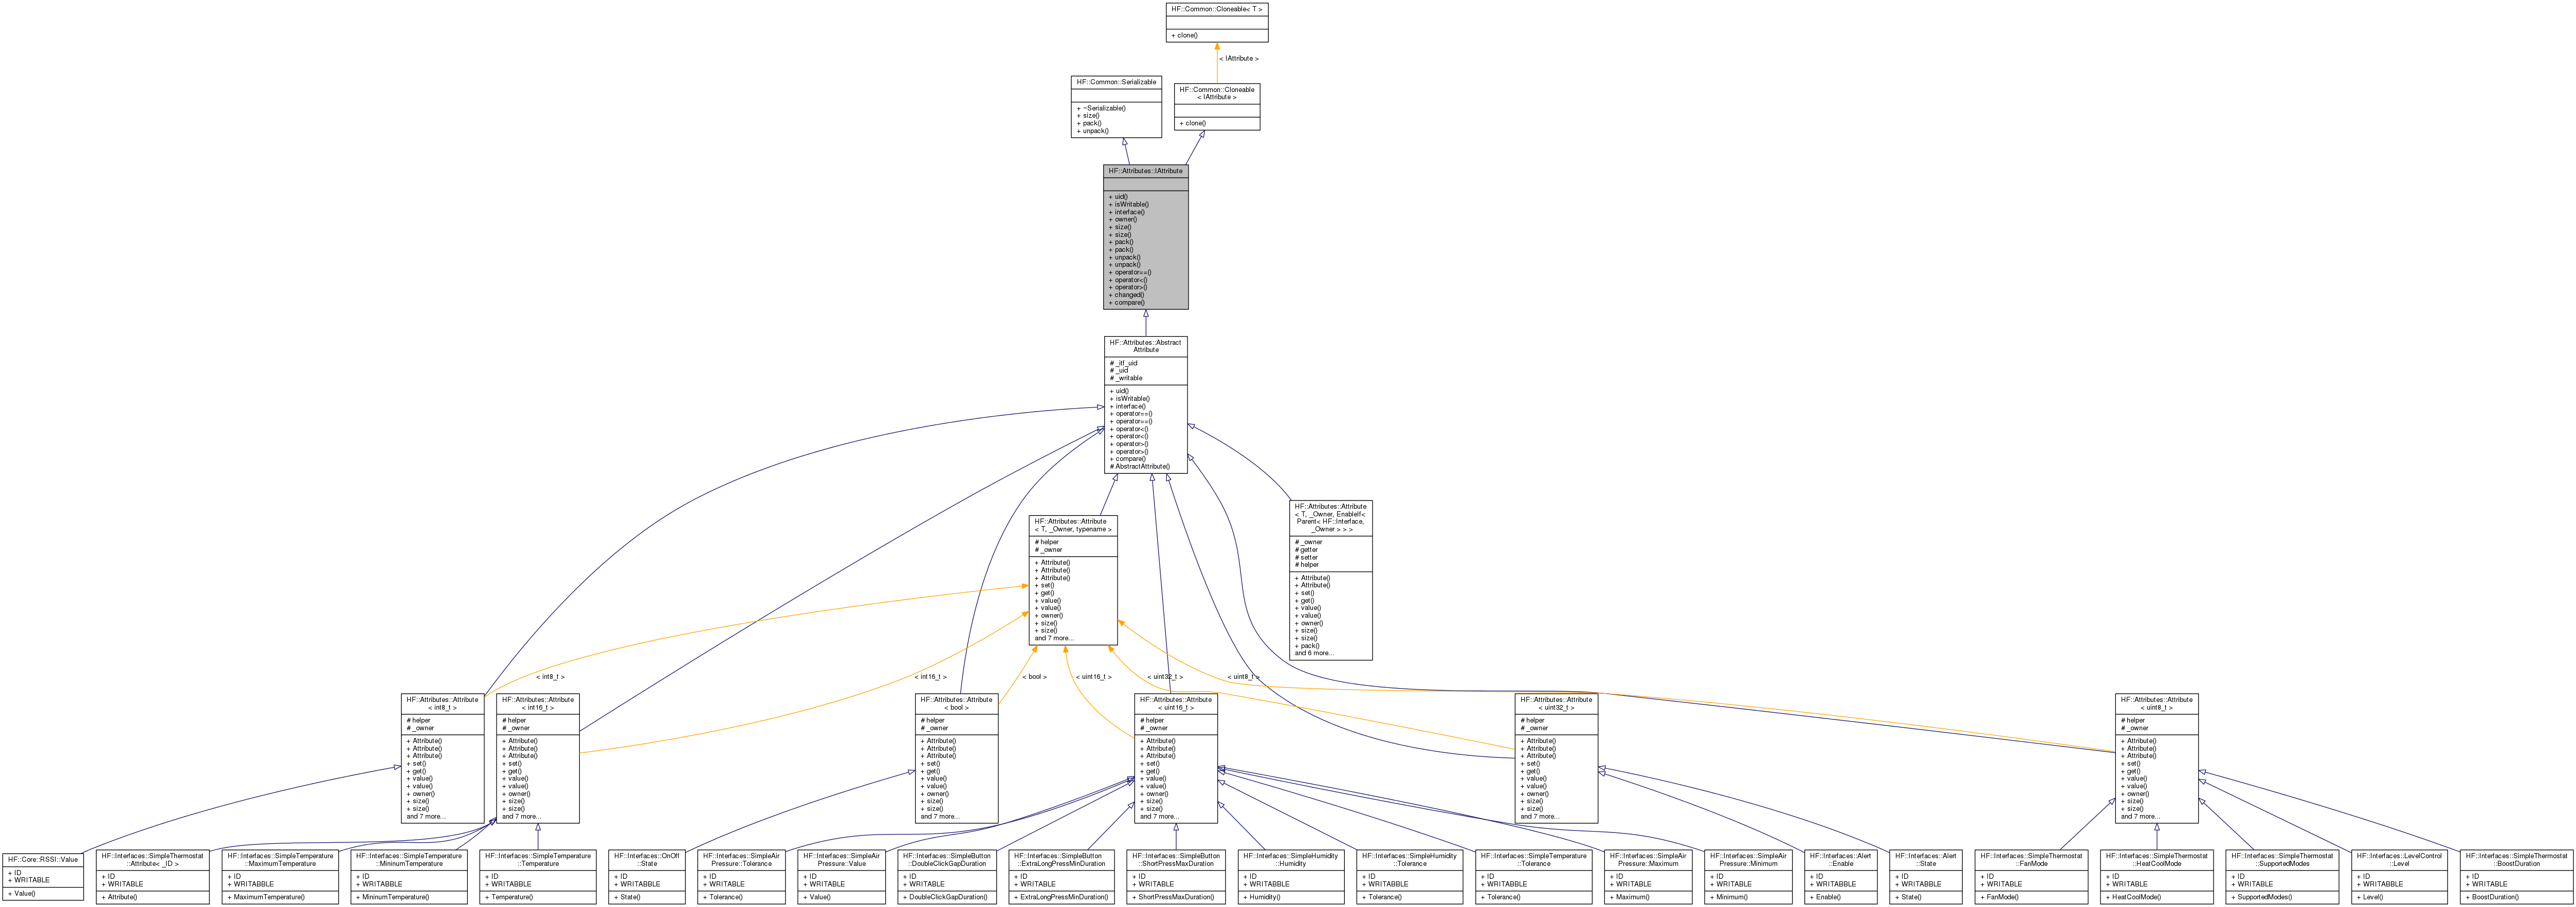 HF::Common::Cloneable< T >
+ clone()
< IAttribute >
HF::Common::Serializable
+ ~Serializable()
+ size()
+ pack()
+ unpack()
HF::Common::Cloneable
< IAttribute >
+ clone()
HF::Attributes::IAttribute
+ uid()
+ isWritable()
+ interface()
+ owner()
+ size()
+ size()
+ pack()
+ pack()
+ unpack()
+ unpack()
+ operator==()
+ operator<()
+ operator>()
+ changed()
+ compare()
HF::Attributes::Abstract
Attribute
# _itf_uid
# _uid
# _writable
+ uid()
+ isWritable()
+ interface()
+ operator==()
+ operator==()
+ operator<()
+ operator<()
+ operator>()
+ operator>()
+ compare()
# AbstractAttribute()
HF::Attributes::Attribute
< T, _Owner, typename >
# helper
# _owner
+ Attribute()
+ Attribute()
+ Attribute()
+ set()
+ get()
+ value()
+ value()
+ owner()
+ size()
+ size()
and 7 more...
HF::Attributes::Attribute
< T, _Owner, EnableIf<
Parent< HF::Interface,
_Owner > > >
# _owner
# getter
# setter
# helper
+ Attribute()
+ Attribute()
+ set()
+ get()
+ value()
+ value()
+ owner()
+ size()
+ size()
+ pack()
and 6 more...
< int8_t >
< int16_t >
< bool >
< uint16_t >
< uint32_t >
< uint8_t >
HF::Attributes::Attribute
< int8_t >
# helper
# _owner
+ Attribute()
+ Attribute()
+ Attribute()
+ set()
+ get()
+ value()
+ value()
+ owner()
+ size()
+ size()
and 7 more...
HF::Attributes::Attribute
< int16_t >
# helper
# _owner
+ Attribute()
+ Attribute()
+ Attribute()
+ set()
+ get()
+ value()
+ value()
+ owner()
+ size()
+ size()
and 7 more...
HF::Attributes::Attribute
< bool >
# helper
# _owner
+ Attribute()
+ Attribute()
+ Attribute()
+ set()
+ get()
+ value()
+ value()
+ owner()
+ size()
+ size()
and 7 more...
HF::Attributes::Attribute
< uint16_t >
# helper
# _owner
+ Attribute()
+ Attribute()
+ Attribute()
+ set()
+ get()
+ value()
+ value()
+ owner()
+ size()
+ size()
and 7 more...
HF::Attributes::Attribute
< uint32_t >
# helper
# _owner
+ Attribute()
+ Attribute()
+ Attribute()
+ set()
+ get()
+ value()
+ value()
+ owner()
+ size()
+ size()
and 7 more...
HF::Attributes::Attribute
< uint8_t >
# helper
# _owner
+ Attribute()
+ Attribute()
+ Attribute()
+ set()
+ get()
+ value()
+ value()
+ owner()
+ size()
+ size()
and 7 more...
HF::Core::RSSI::Value
+ ID
+ WRITABLE
+ Value()
HF::Interfaces::SimpleThermostat
::Attribute< _ID >
+ ID
+ WRITABLE
+ Attribute()
HF::Interfaces::SimpleTemperature
::MaximumTemperature
+ ID
+ WRITABBLE
+ MaximumTemperature()
HF::Interfaces::SimpleTemperature
::MininumTemperature
+ ID
+ WRITABBLE
+ MininumTemperature()
HF::Interfaces::SimpleTemperature
::Temperature
+ ID
+ WRITABBLE
+ Temperature()
HF::Interfaces::OnOff
::State
+ ID
+ WRITABBLE
+ State()
HF::Interfaces::SimpleAir
Pressure::Tolerance
+ ID
+ WRITABLE
+ Tolerance()
HF::Interfaces::SimpleAir
Pressure::Value
+ ID
+ WRITABLE
+ Value()
HF::Interfaces::SimpleButton
::DoubleClickGapDuration
+ ID
+ WRITABLE
+ DoubleClickGapDuration()
HF::Interfaces::SimpleButton
::ExtraLongPressMinDuration
+ ID
+ WRITABLE
+ ExtraLongPressMinDuration()
HF::Interfaces::SimpleButton
::ShortPressMaxDuration
+ ID
+ WRITABLE
+ ShortPressMaxDuration()
HF::Interfaces::SimpleHumidity
::Humidity
+ ID
+ WRITABBLE
+ Humidity()
HF::Interfaces::SimpleHumidity
::Tolerance
+ ID
+ WRITABBLE
+ Tolerance()
HF::Interfaces::SimpleTemperature
::Tolerance
+ ID
+ WRITABBLE
+ Tolerance()
HF::Interfaces::SimpleAir
Pressure::Maximum
+ ID
+ WRITABLE
+ Maximum()
HF::Interfaces::SimpleAir
Pressure::Minimum
+ ID
+ WRITABLE
+ Minimum()
HF::Interfaces::Alert
::Enable
+ ID
+ WRITABBLE
+ Enable()
HF::Interfaces::Alert
::State
+ ID
+ WRITABBLE
+ State()
HF::Interfaces::SimpleThermostat
::FanMode
+ ID
+ WRITABLE
+ FanMode()
HF::Interfaces::SimpleThermostat
::HeatCoolMode
+ ID
+ WRITABLE
+ HeatCoolMode()
HF::Interfaces::SimpleThermostat
::SupportedModes
+ ID
+ WRITABLE
+ SupportedModes()
HF::Interfaces::LevelControl
::Level
+ ID
+ WRITABBLE
+ Level()
HF::Interfaces::SimpleThermostat
::BoostDuration
+ ID
+ WRITABLE
+ BoostDuration()